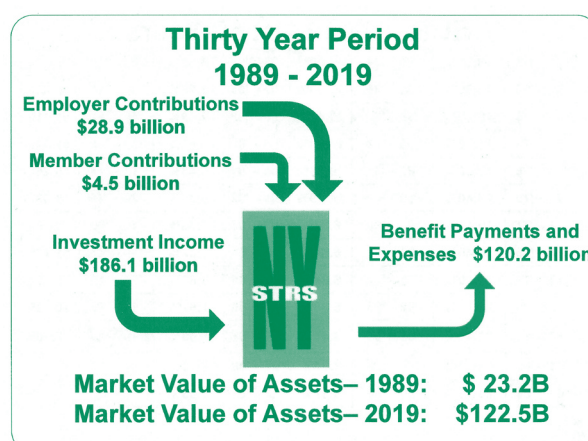 Thirty Year Period
1989 - 2019
Employer Contributions
$28.9 billion
Member Contributions
$4.5 billion
Investment Income
$186.1 billion
NY
STRS
Benefit Payments and
Expenses $120.2 billion
Market Value of Assets– 1989: $ 23.2B
Market Value of Assets– 2019: $122.5B